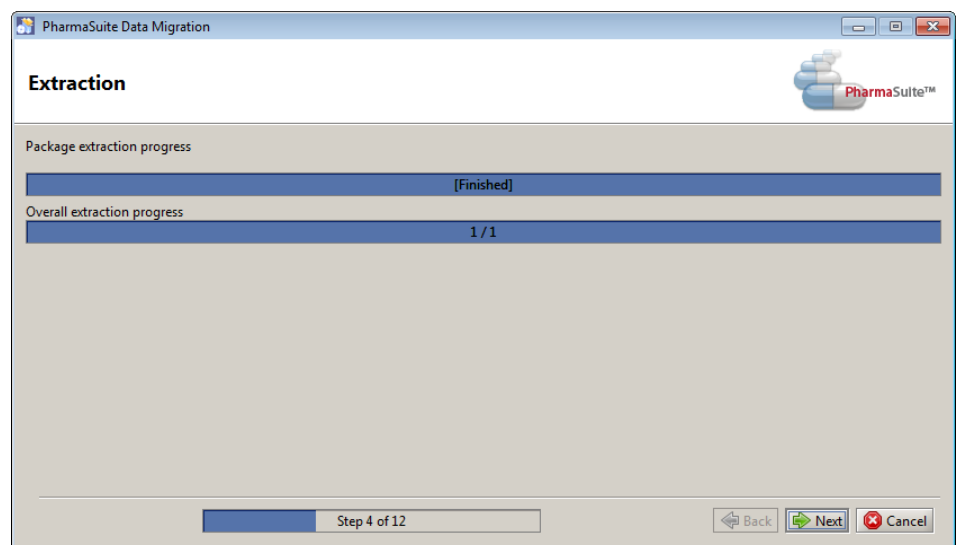 PharmaSuite Data Migration
Extraction
PharmaSuite™
Package extraction progress
[Finished]
Overall extraction progress
1 / 1
Step 4 of 12
Back Next Cancel